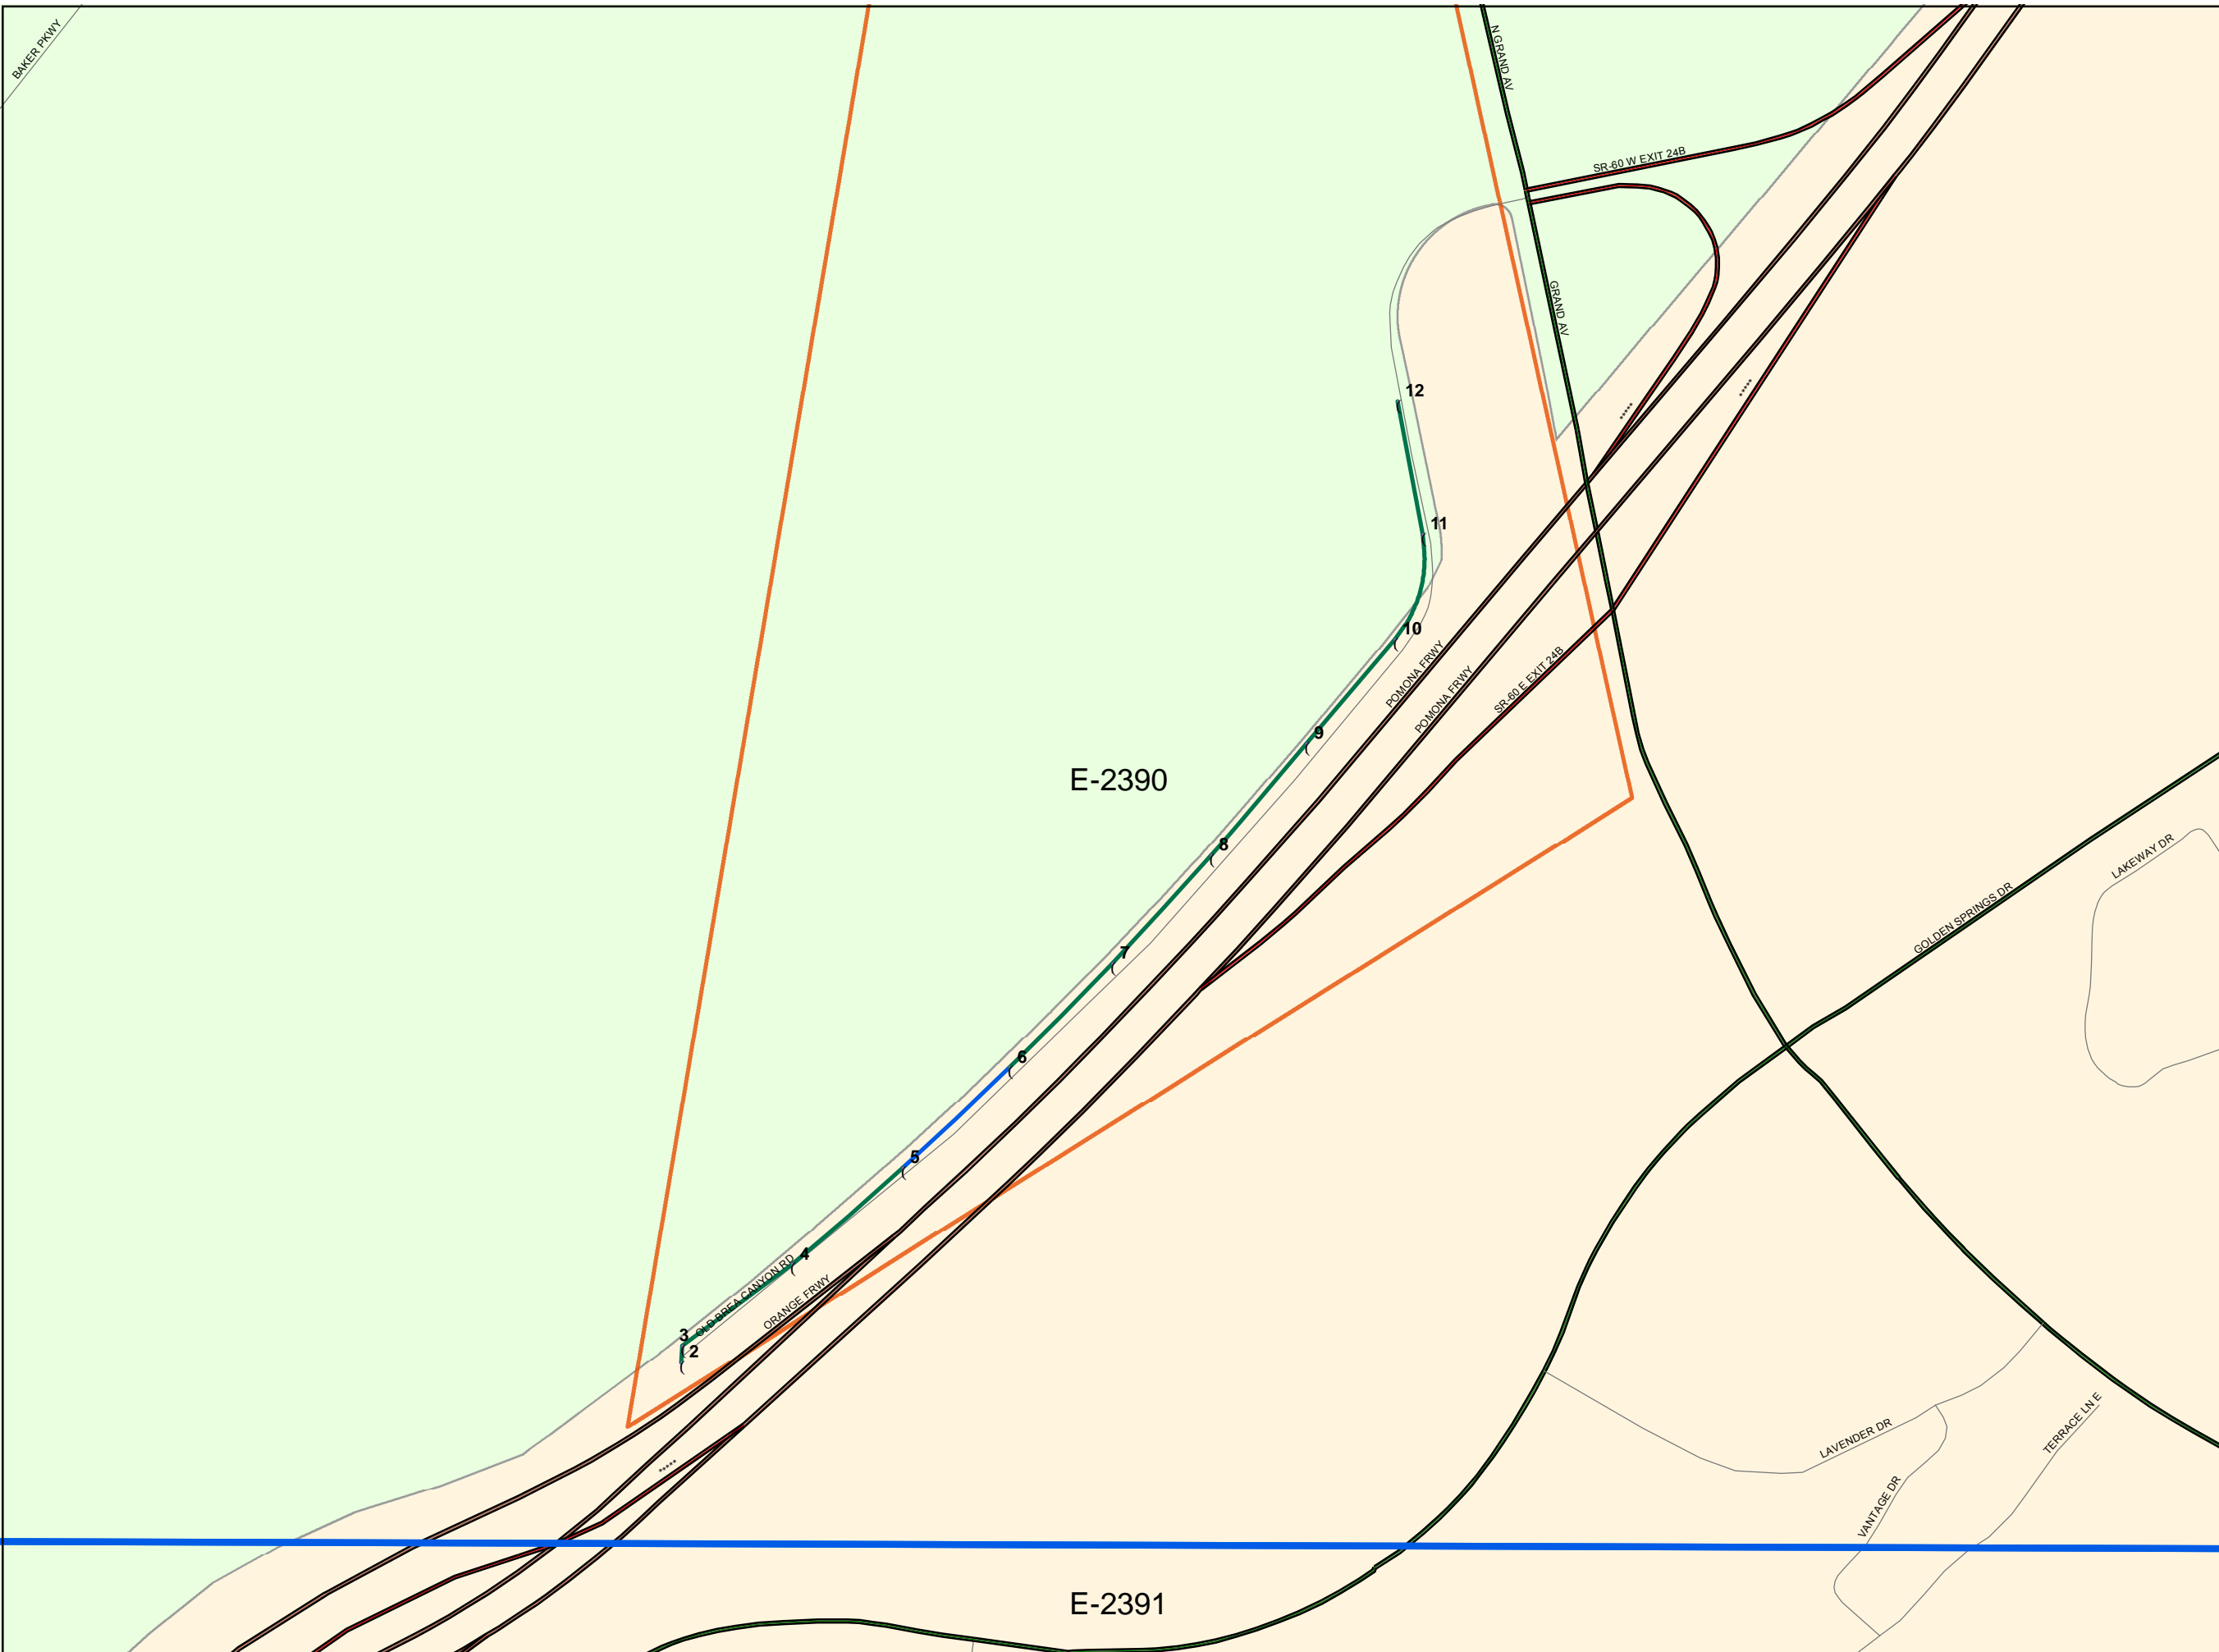 BAKER PKWY
N GRAND AV
SR-60 W EXIT 24B
GRAND AV
12
11
10
POMONA FRWY
POMONA FRWY
SR-60 E EXIT 24B
9
E-2390
8
LAKEWAY DR
GOLDEN SPRINGS DR
7
6
5
4
OLD BREA CANYON RD
ORANGE FRWY
3
2
LAVENDER DR
TERRACE LN E
VANTAGE DR
E-2391